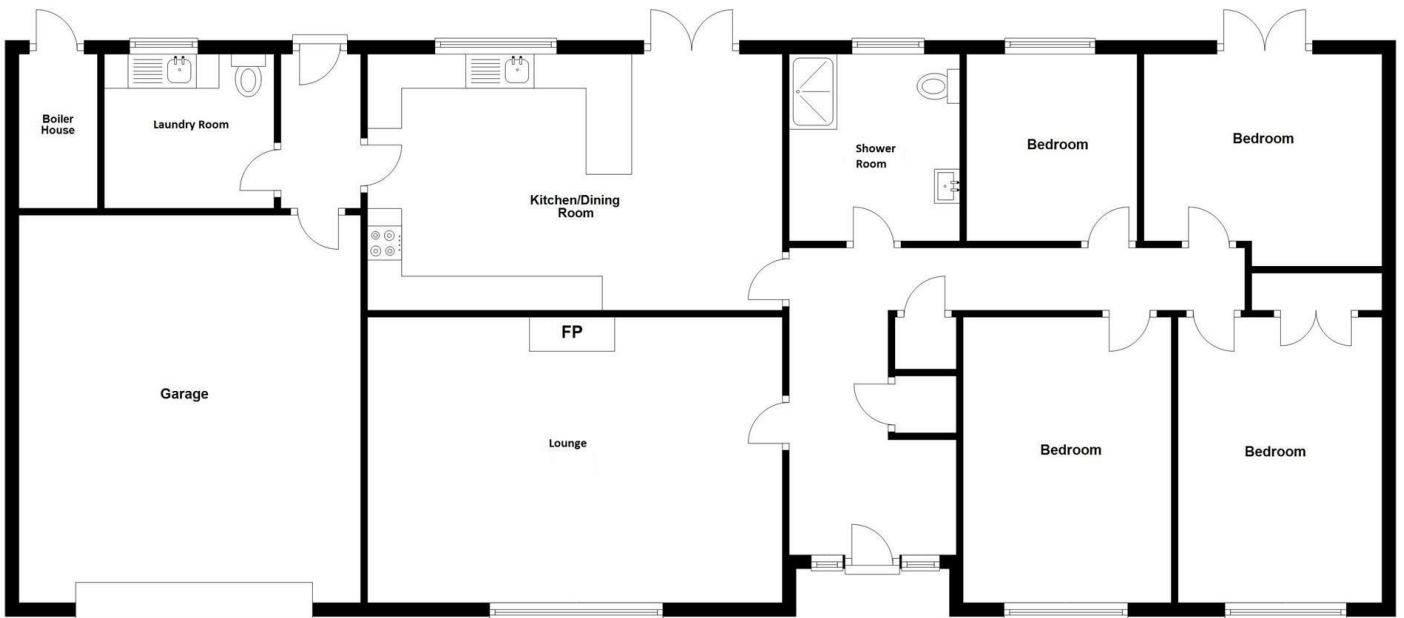 Boiler
House
Laundry Room
Kitchen/Dining
Room
Shower
Room
Bedroom
Bedroom
Garage
FP
Lounge
Bedroom
Bedroom